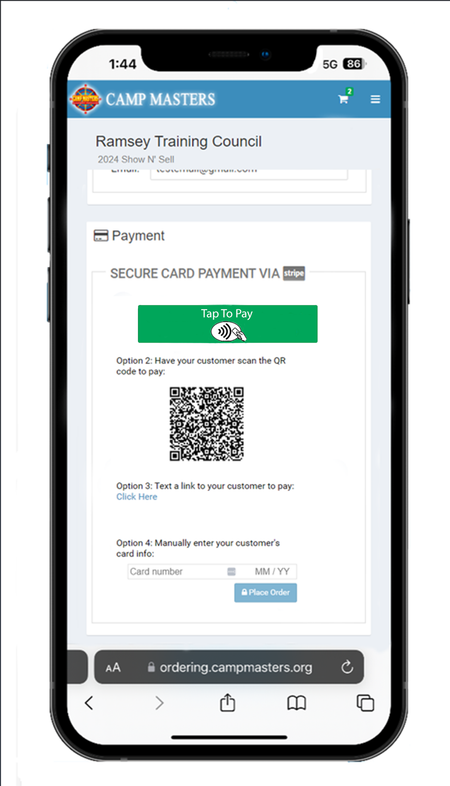 1:44
5G 86
CAMP MASTERS
CAMP MASTERS
2
Ramsey Training Council
2024 Show N' Sell
Email: testemail@gmail.com
Payment
SECURE CARD PAYMENT VIA stripe
Tap To Pay
Option 2: Have your customer scan the QR
code to pay:
Option 3: Text a link to your customer to pay:
Click Here
Option 4: Manually enter your customer's
card info:
Card number MM / YY
Place Order
AA ordering.campmasters.org